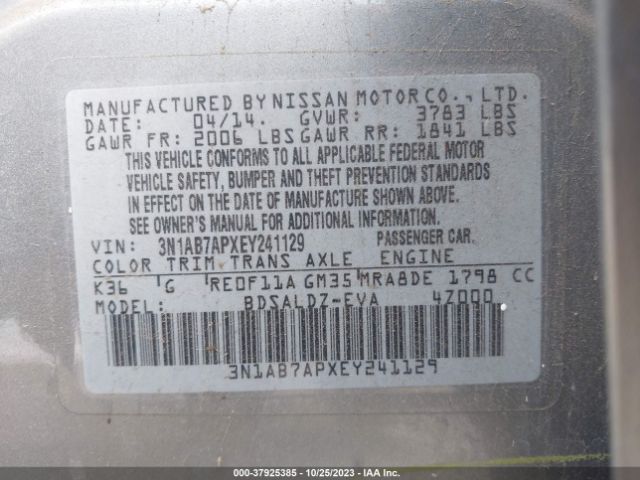 MANUFACTURED BY NISSAN MOTOR CO., LTD.
DATE: 04/14. GVWR: 3783 LBS
GAWR FR: 2006 LBS GAWR RR: 1841 LBS
THIS VEHICLE CONFORMS TO ALL APPLICABLE FEDERAL MOTOR
VEHICLE SAFETY, BUMPER AND THEFT PREVENTION STANDARDS
IN EFFECT ON THE DATE OF MANUFACTURE SHOWN ABOVE.
SEE OWNER'S MANUAL FOR ADDITIONAL INFORMATION.
VIN: 3N1AB7APXEY241129 PASSENGER CAR.
COLOR TRIM TRANS AXLE ENGINE
K36 G RE0F11A GM35 MRA8DE 1798 CC
MODEL BDSALDZ-EVA 4Z000
3N1AB7APXEY241129
000-37925385 - 10/25/2023 - IAAI.COM